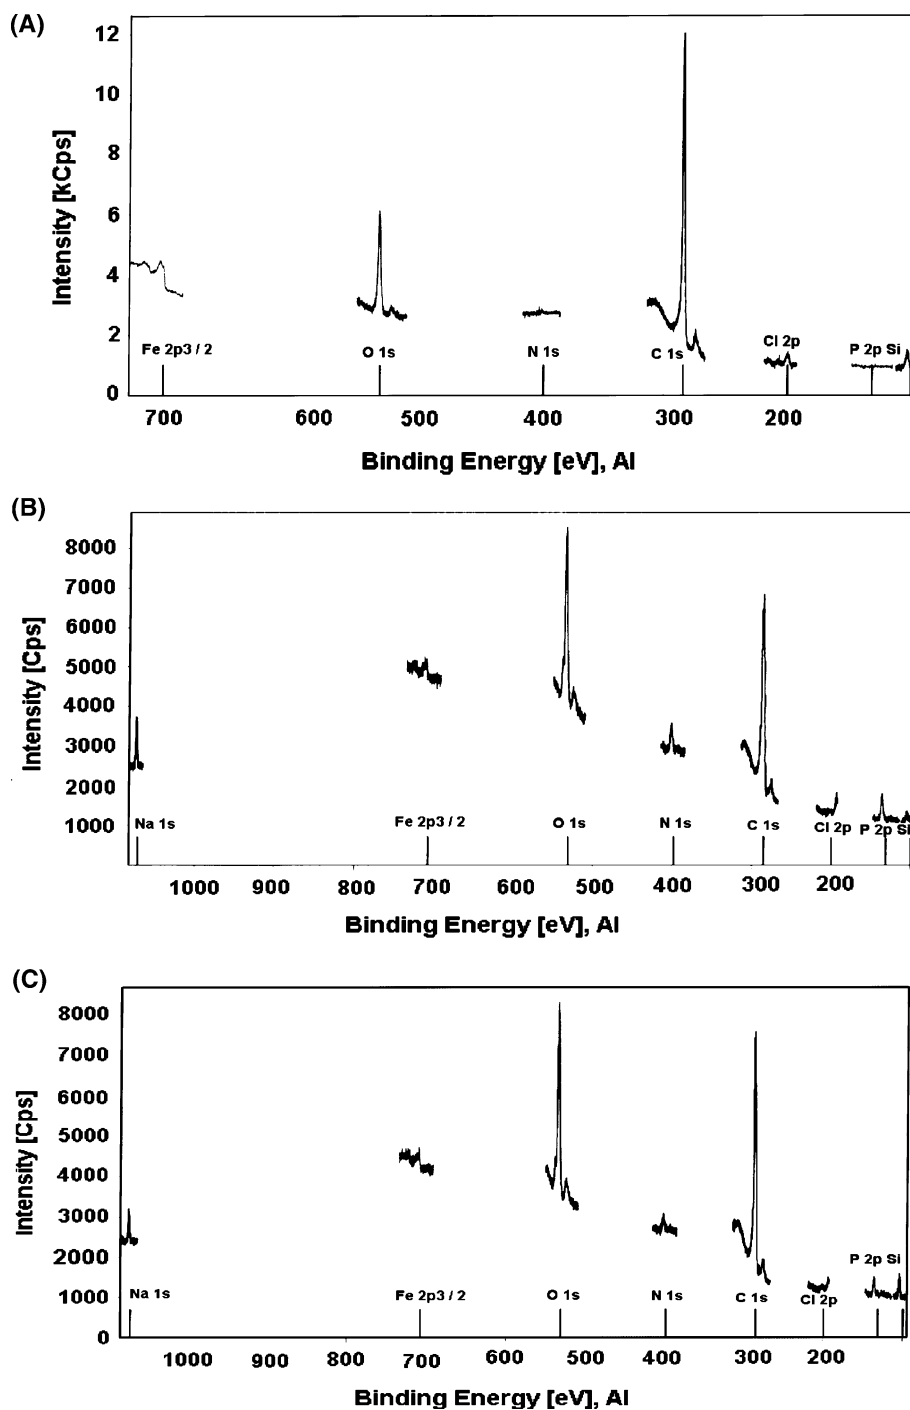 (A)
12
10
8
6
4
2
0
Intensity [kCps]
Fe 2p3 / 2
O 1s
N 1s
C 1s
Cl 2p
P 2p Si
700
600
500
400
300
200
Binding Energy [eV], Al
(B)
8000
7000
6000
5000
4000
3000
2000
1000
Intensity [Cps]
Na 1s
Fe 2p3 / 2
O 1s
N 1s
C 1s
Cl 2p
P 2p Si
1000
900
800
700
600
500
400
300
200
Binding Energy [eV], Al
(C)
8000
7000
6000
5000
4000
3000
2000
1000
0
Intensity [Cps]
Na 1s
Fe 2p3 / 2
O 1s
N 1s
C 1s
Cl 2p
P 2p Si
1000
900
800
700
600
500
400
300
200
Binding Energy [eV], Al